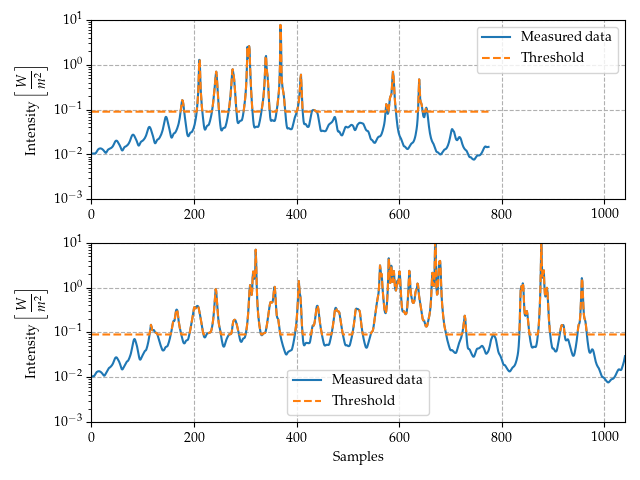 10^1
10^0
10^-1
10^-2
10^-3
Intensity [W/m^2]
Measured data
Threshold
0 200 400 600 800 1000
10^1
10^0
10^-1
10^-2
10^-3
Intensity [W/m^2]
Measured data
Threshold
0 200 400 600 800 1000
Samples